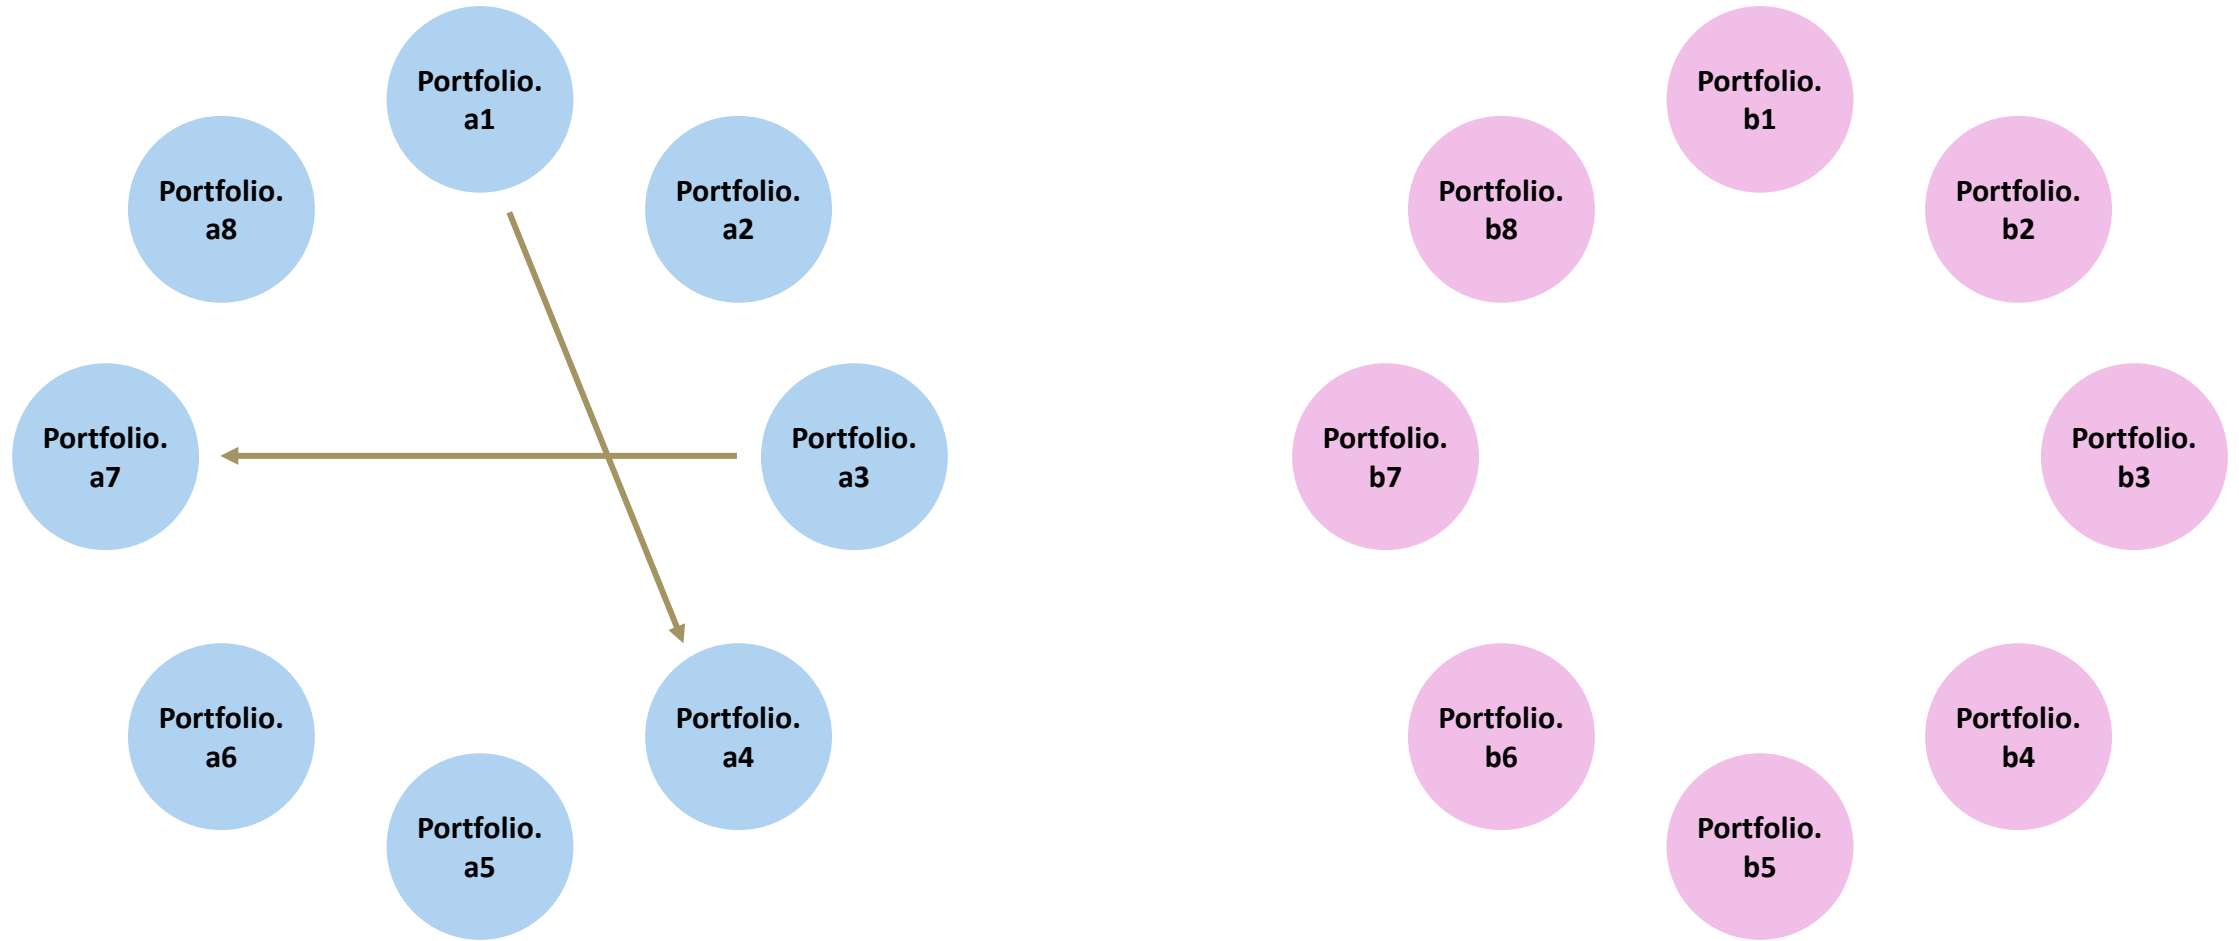 Portfolio.
a1
Portfolio.
a2
Portfolio.
a3
Portfolio.
a4
Portfolio.
a5
Portfolio.
a6
Portfolio.
a7
Portfolio.
a8
Portfolio.
b1
Portfolio.
b2
Portfolio.
b3
Portfolio.
b4
Portfolio.
b5
Portfolio.
b6
Portfolio.
b7
Portfolio.
b8